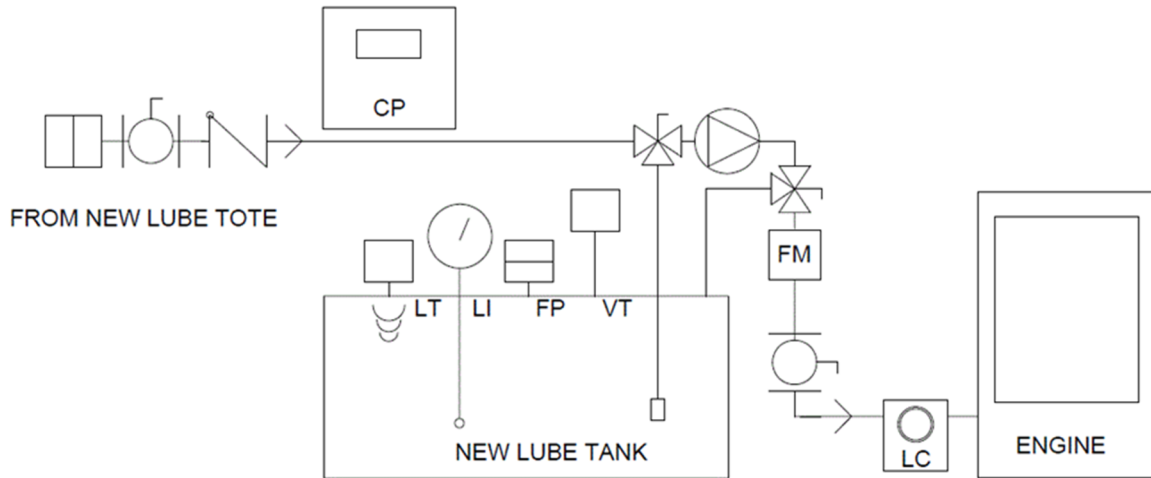 CP
FROM NEW LUBE TOTE
FM
LT LI FP VT
NEW LUBE TANK
LC
ENGINE